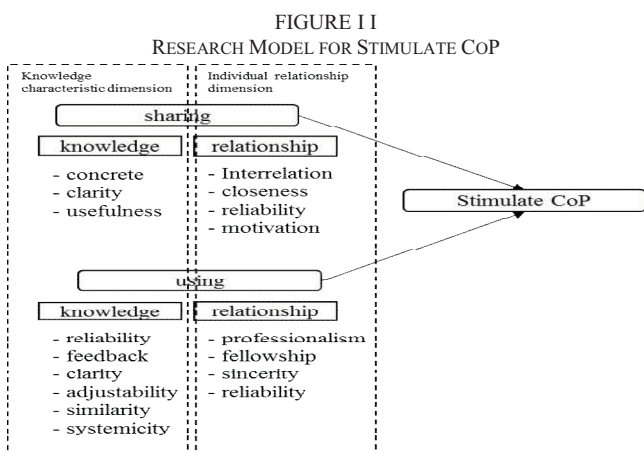 FIGURE I I
RESEARCH MODEL FOR STIMULATE COP
Knowledge
characteristic dimension
Individual relationship
dimension
sharing
knowledge
- concrete
- clarity
- usefulness
relationship
- Interrelation
- closeness
- reliability
- motivation
Stimulate CoP
using
knowledge
- reliability
- feedback
- clarity
- adjustability
- similarity
- systemicity
relationship
- professionalism
- fellowship
- sincerity
- reliability